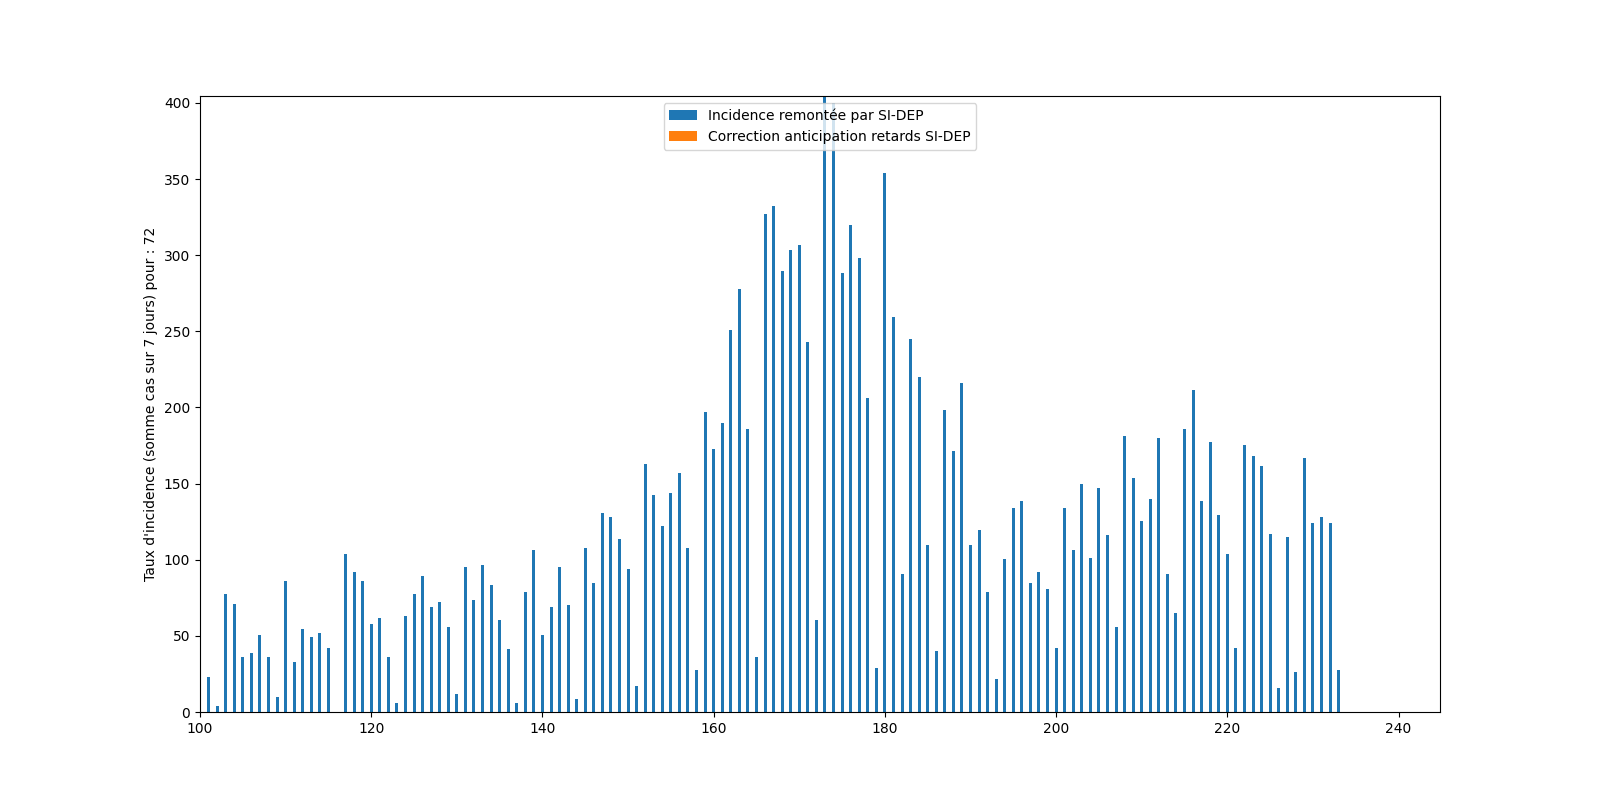 Incidence remontée par SI-DEP
Correction anticipation retards SI-DEP
Taux d'incidence (somme cas sur 7 jours) pour : 72
400
350
300
250
200
150
100
50
0
100 120 140 160 180 200 220 240